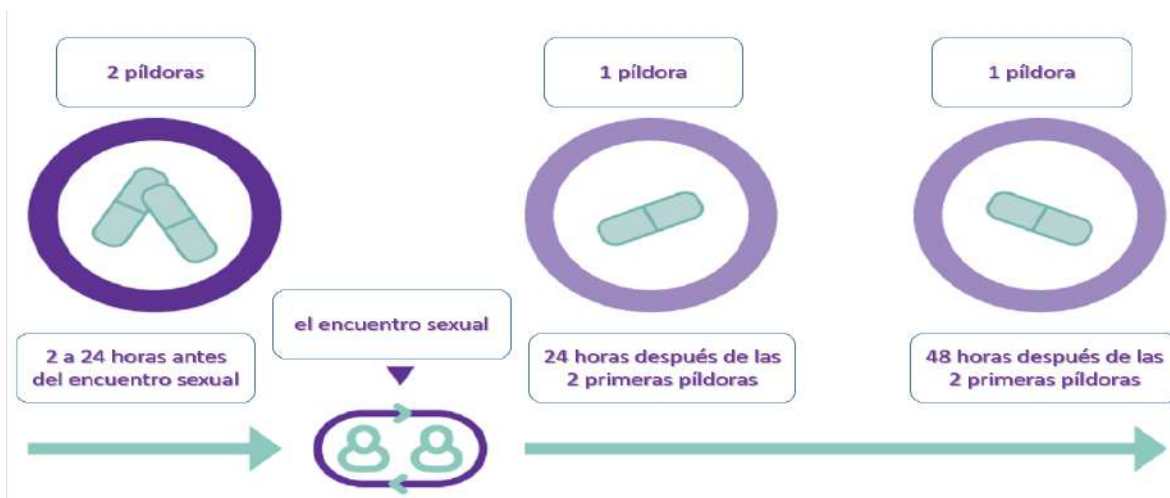 2 píldoras
1 píldora
1 píldora
el encuentro sexual
2 a 24 horas antes
del encuentro sexual
24 horas después de las
2 primeras píldoras
48 horas después de las
2 primeras píldoras